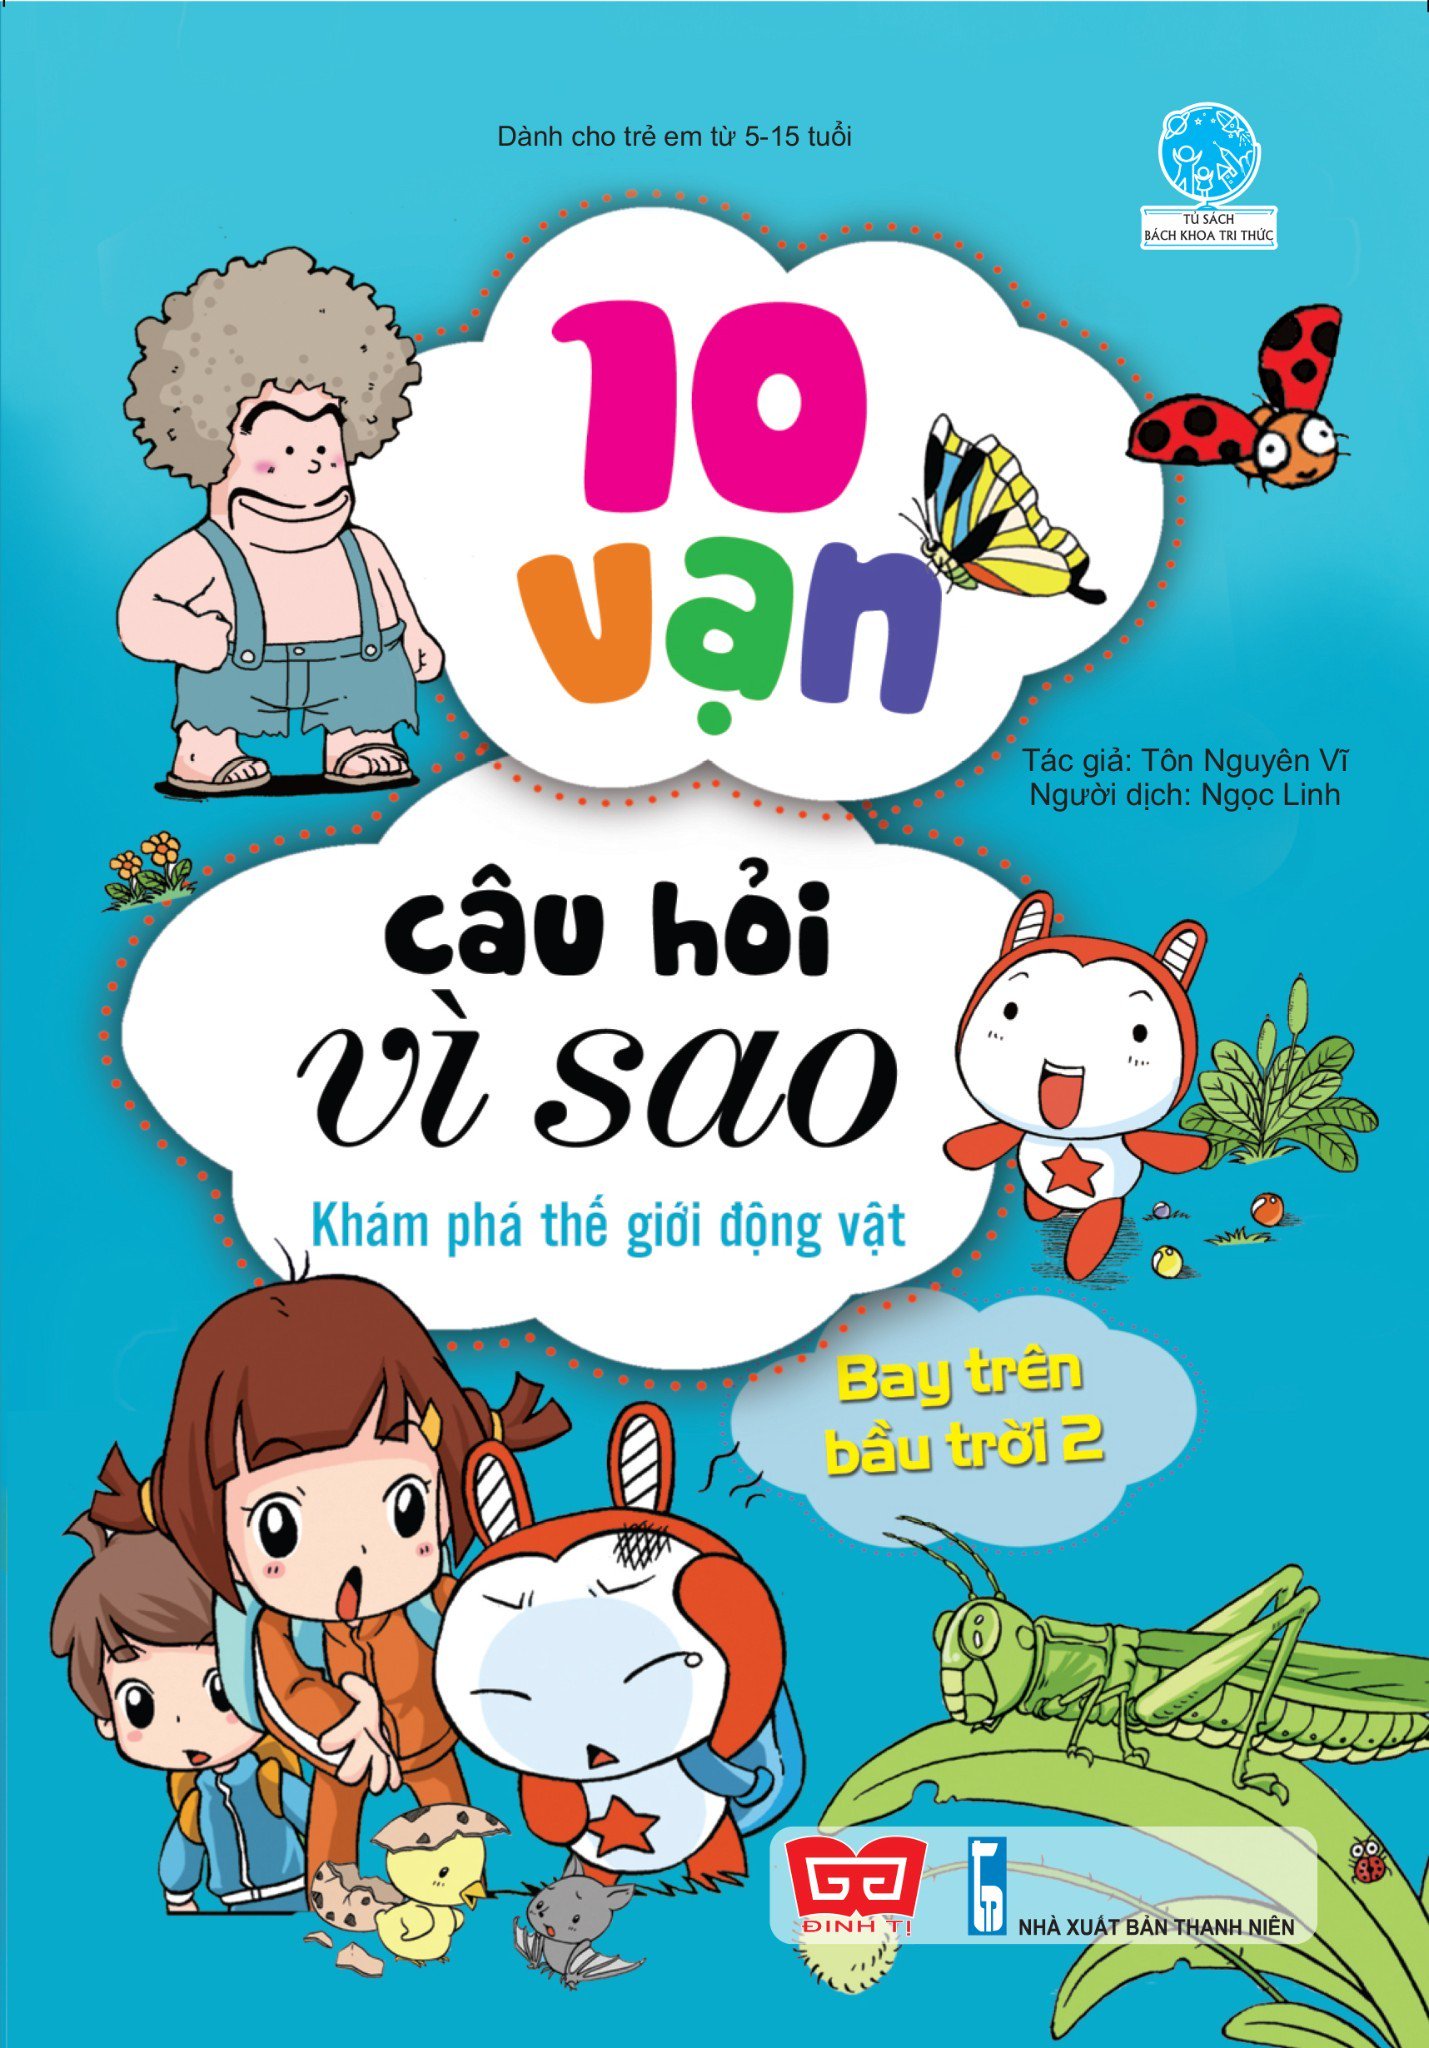 Dành cho trẻ em từ 5-15 tuổi
TỦ SÁCH
BÁCH KHOA TRI THỨC
10
vạn
Tác giả: Tôn Nguyên Vĩ
Người dịch: Ngọc Linh
câu hỏi
vì sao
Khám phá thế giới động vật
Bay trên
bầu trời 2
ĐINH TỊ
NHÀ XUẤT BẢN THANH NIÊN